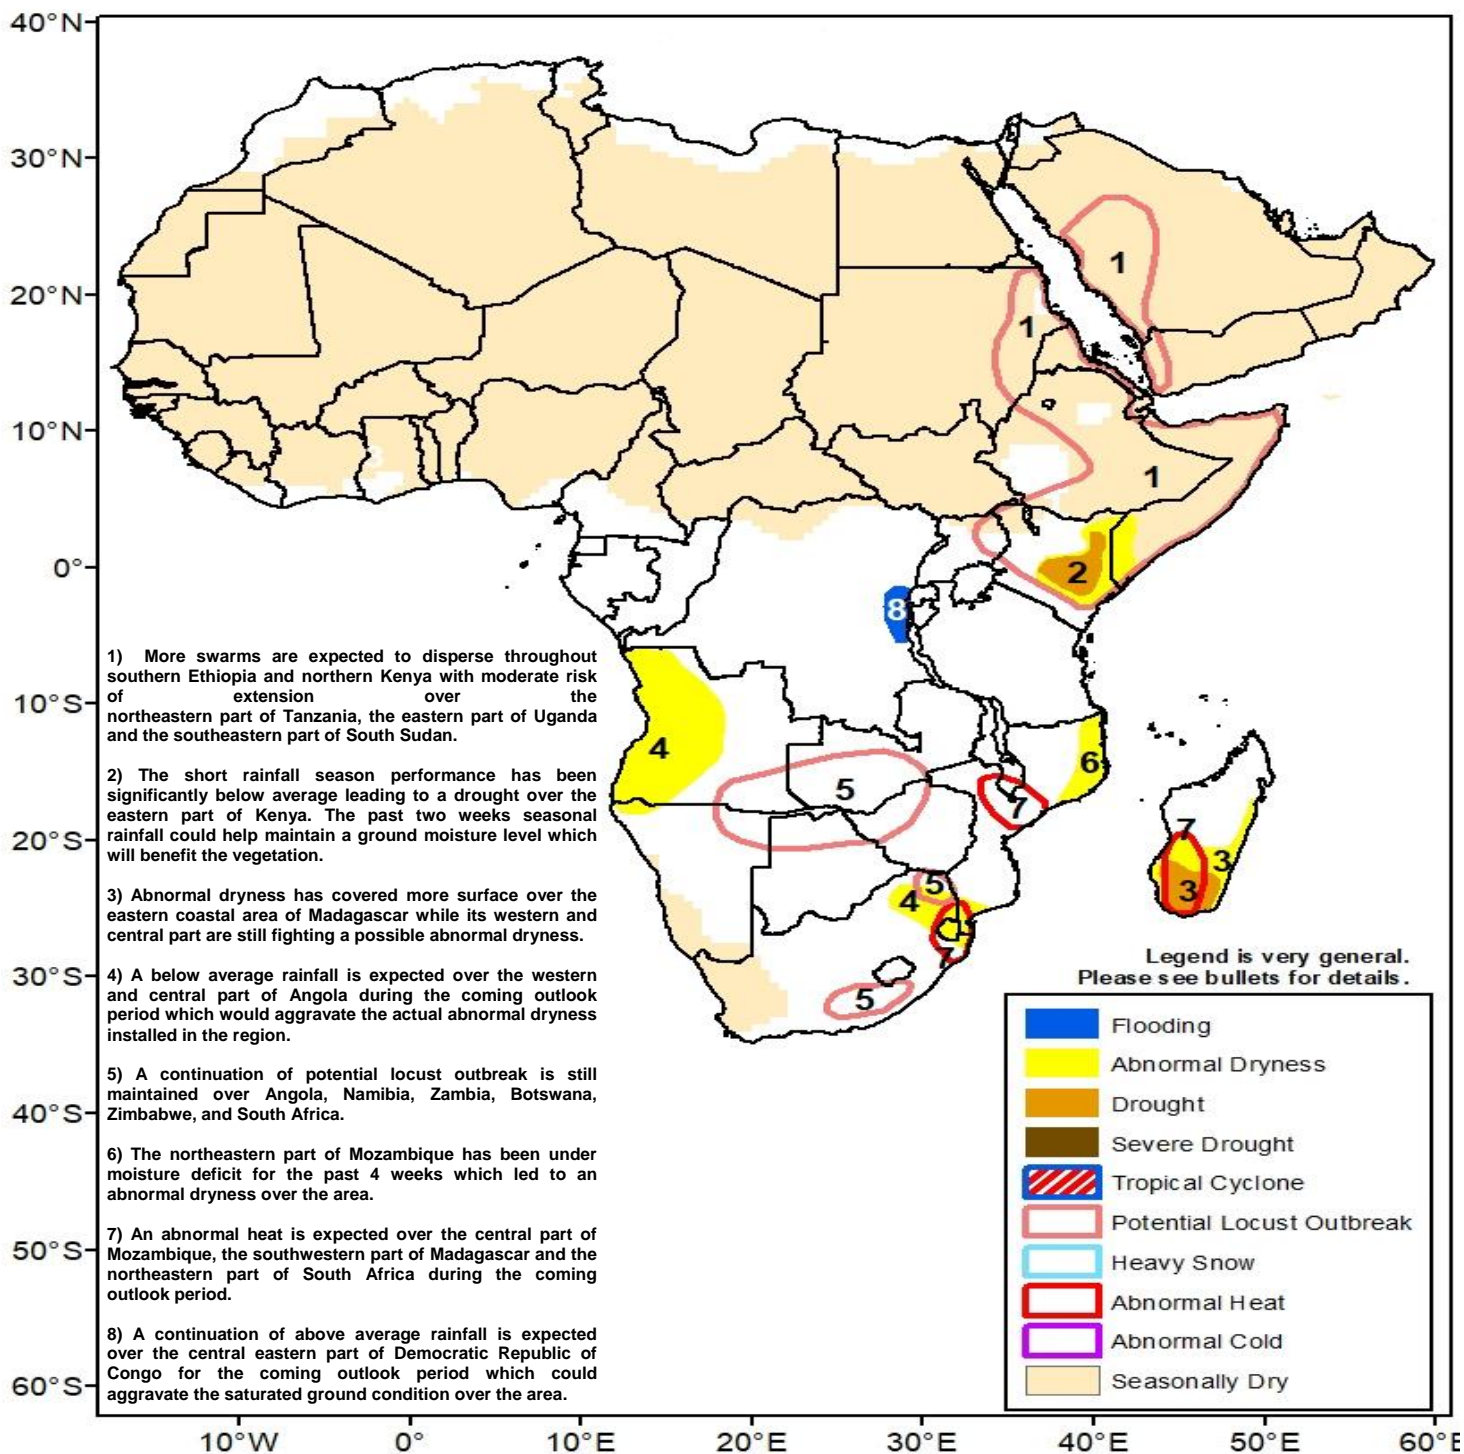 40°N
30°N
20°N
10°N
0°
10°S
20°S
30°S
40°S
50°S
60°S
1
1
1
2
8
4
5
6
7
7
3
3
5
4
7
5
1) More swarms are expected to disperse throughout
southern Ethiopia and northern Kenya with moderate risk
of extension over the
northeastern part of Tanzania, the eastern part of Uganda
and the southeastern part of South Sudan.
2) The short rainfall season performance has been
significantly below average leading to a drought over the
eastern part of Kenya. The past two weeks seasonal
rainfall could help maintain a ground moisture level which
will benefit the vegetation.
3) Abnormal dryness has covered more surface over the
eastern coastal area of Madagascar while its western and
central part are still fighting a possible abnormal dryness.
4) A below average rainfall is expected over the western
and central part of Angola during the coming outlook
period which would aggravate the actual abnormal dryness
installed in the region.
5) A continuation of potential locust outbreak is still
maintained over Angola, Namibia, Zambia, Botswana,
Zimbabwe, and South Africa.
6) The northeastern part of Mozambique has been under
moisture deficit for the past 4 weeks which led to an
abnormal dryness over the area.
7) An abnormal heat is expected over the central part of
Mozambique, the southwestern part of Madagascar and the
northeastern part of South Africa during the coming
outlook period.
8) A continuation of above average rainfall is expected
over the central eastern part of Democratic Republic of
Congo for the coming outlook period which could
aggravate the saturated ground condition over the area.
Legend is very general.
Please see bullets for details.
Flooding
Abnormal Dryness
Drought
Severe Drought
Tropical Cyclone
Potential Locust Outbreak
Heavy Snow
Abnormal Heat
Abnormal Cold
Seasonally Dry
10°W
0°
10°E
20°E
30°E
40°E
50°E
60°E